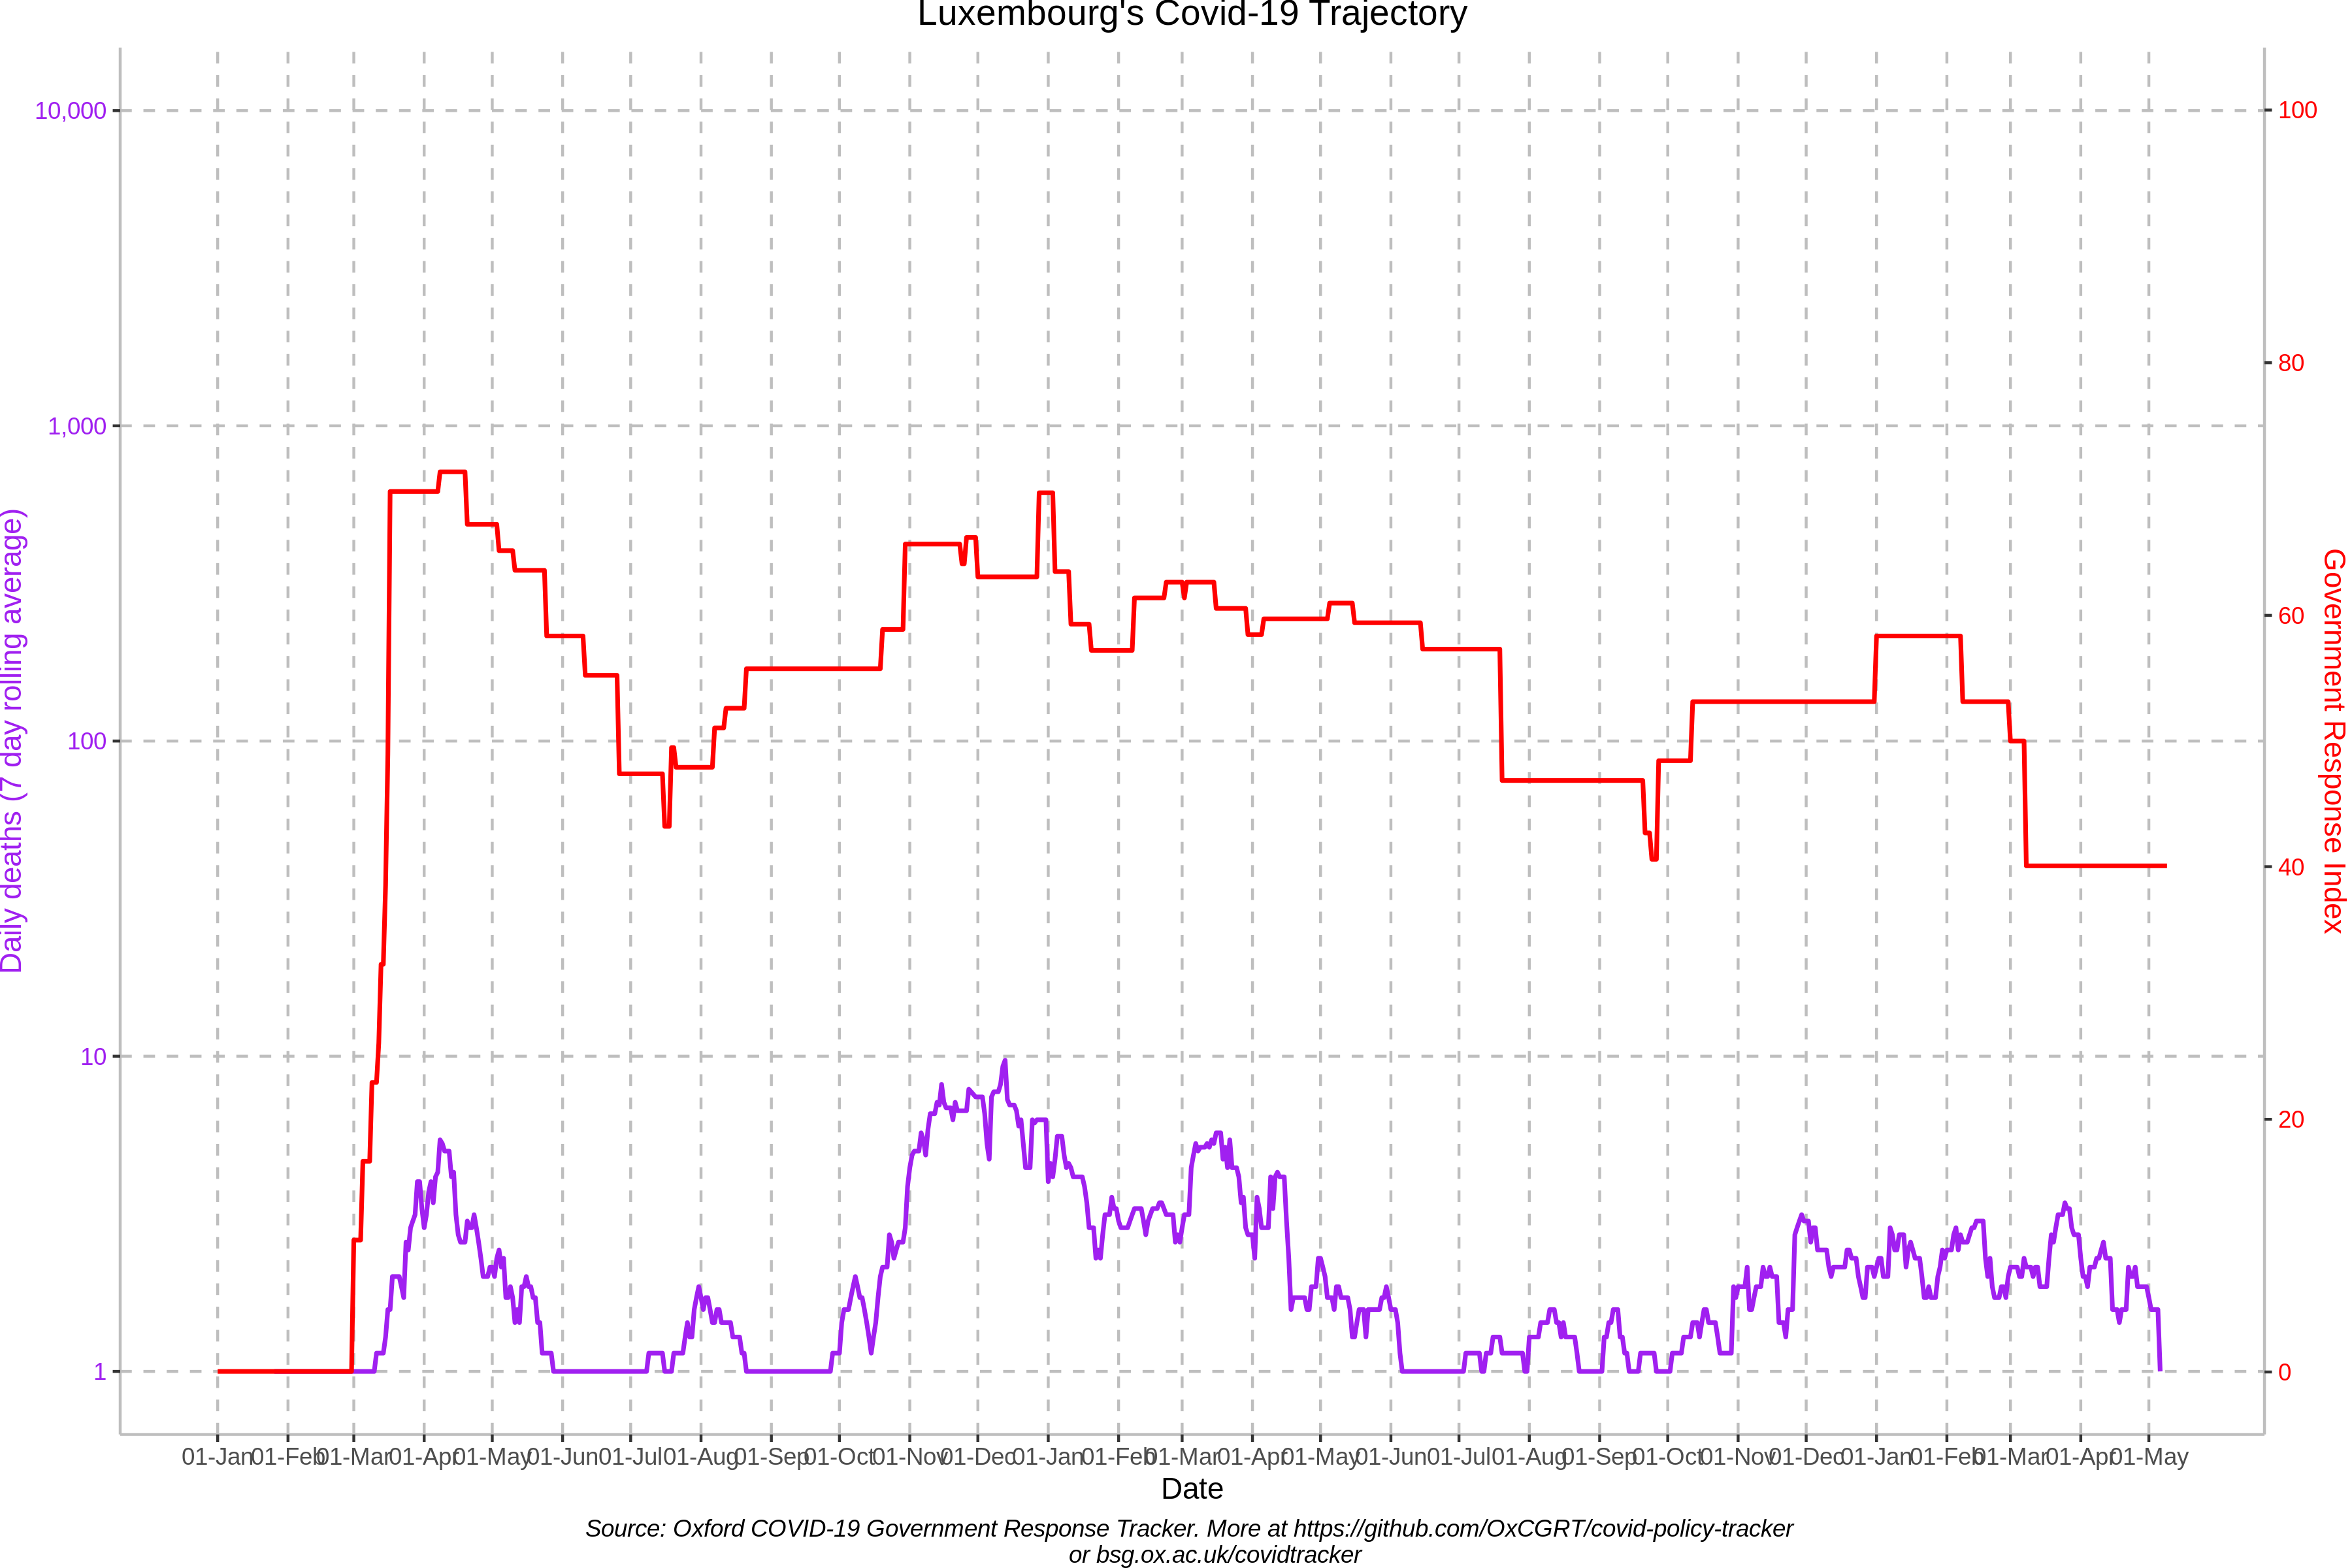 Luxembourg's Covid-19 Trajectory
10,000
1,000
100
10
1
Daily deaths (7 day rolling average)
100
80
60
40
20
0
Government Response Index
01-Jan 01-Feb 01-Mar 01-Apr 01-May 01-Jun 01-Jul 01-Aug 01-Sep 01-Oct 01-Nov 01-Dec 01-Jan 01-Feb 01-Mar 01-Apr 01-May 01-Jun 01-Jul 01-Aug 01-Sep 01-Oct 01-Nov 01-Dec 01-Jan 01-Feb 01-Mar 01-Apr 01-May
Date
Source: Oxford COVID-19 Government Response Tracker. More at https://github.com/OxCGRT/covid-policy-tracker
or bsg.ox.ac.uk/covidtracker